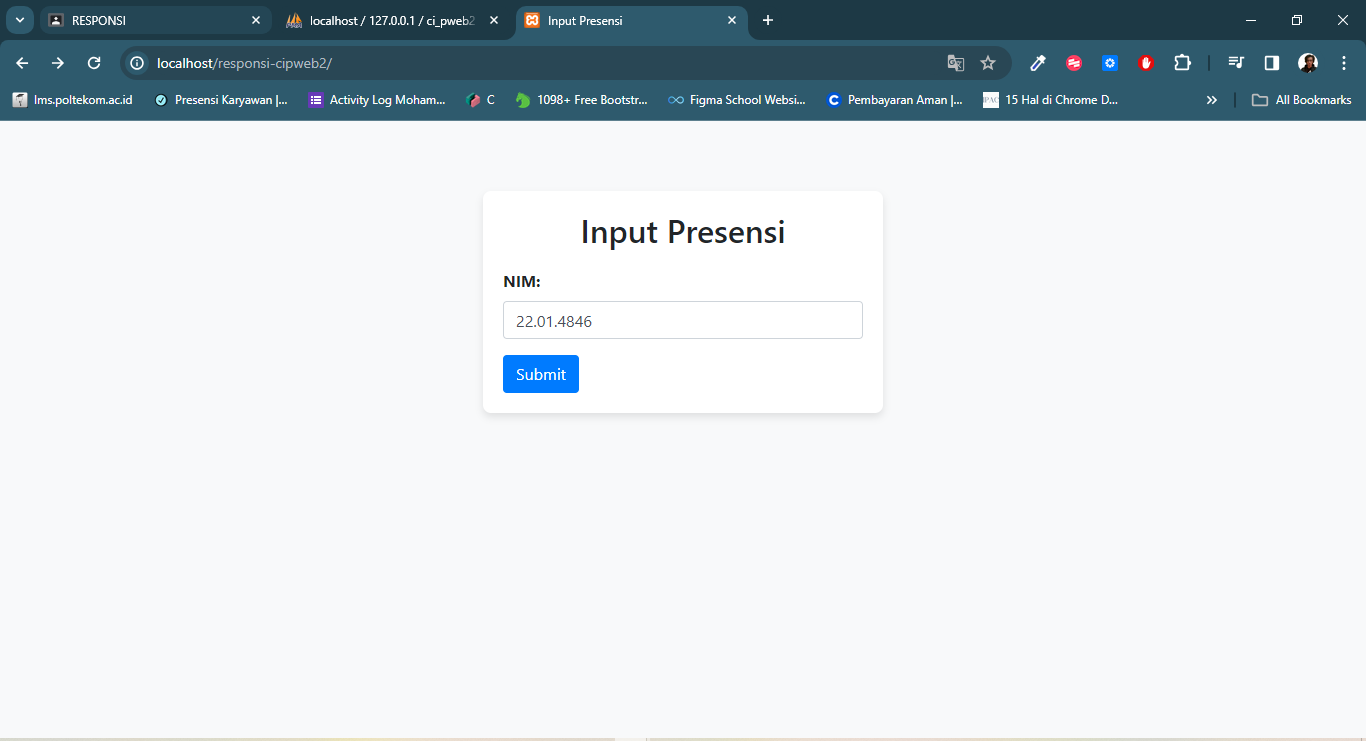 RESPONSI
localhost / 127.0.0.1 / ci_pweb2
Input Presensi
localhost/responsi-cipweb2/
lms.poltekom.ac.id
Presensi Karyawan |...
Activity Log Moham...
C
1098+ Free Bootstr...
Figma School Websi...
Pembayaran Aman |...
15 Hal di Chrome D...
All Bookmarks
Input Presensi
NIM:
22.01.4846
Submit